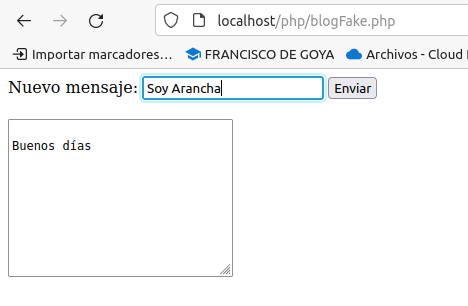 localhost/php/blogFake.php
Importar marcadores… FRANCISCO DE GOYA Archivos - Cloud
Nuevo mensaje: Soy Arancha Enviar
Buenos días